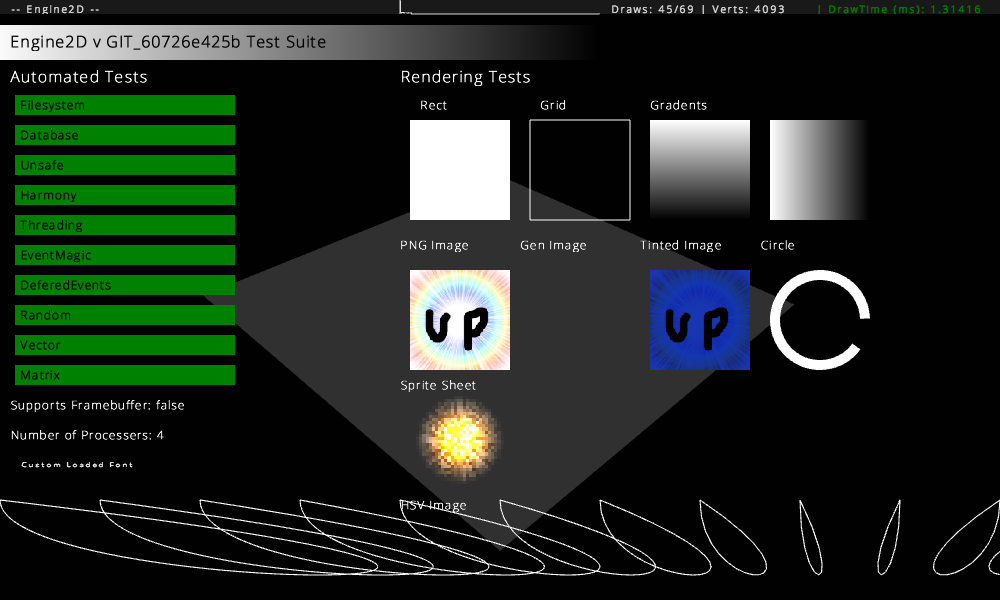 -- Engine2D --
Draws: 45/69 | Verts: 4093 | DrawTime (ms): 1.31416
Engine2D v GIT_60726e425b Test Suite
Automated Tests
Filesystem
Database
Unsafe
Harmony
Threading
EventMagic
DeferedEvents
Random
Vector
Matrix
Supports Framebuffer: false
Number of Processers: 4
Custom Loaded Font
Rendering Tests
Rect
Grid
Gradents
PNG Image
Gen Image
Tinted Image
Circle
UP
UP
Sprite Sheet
HSV Image